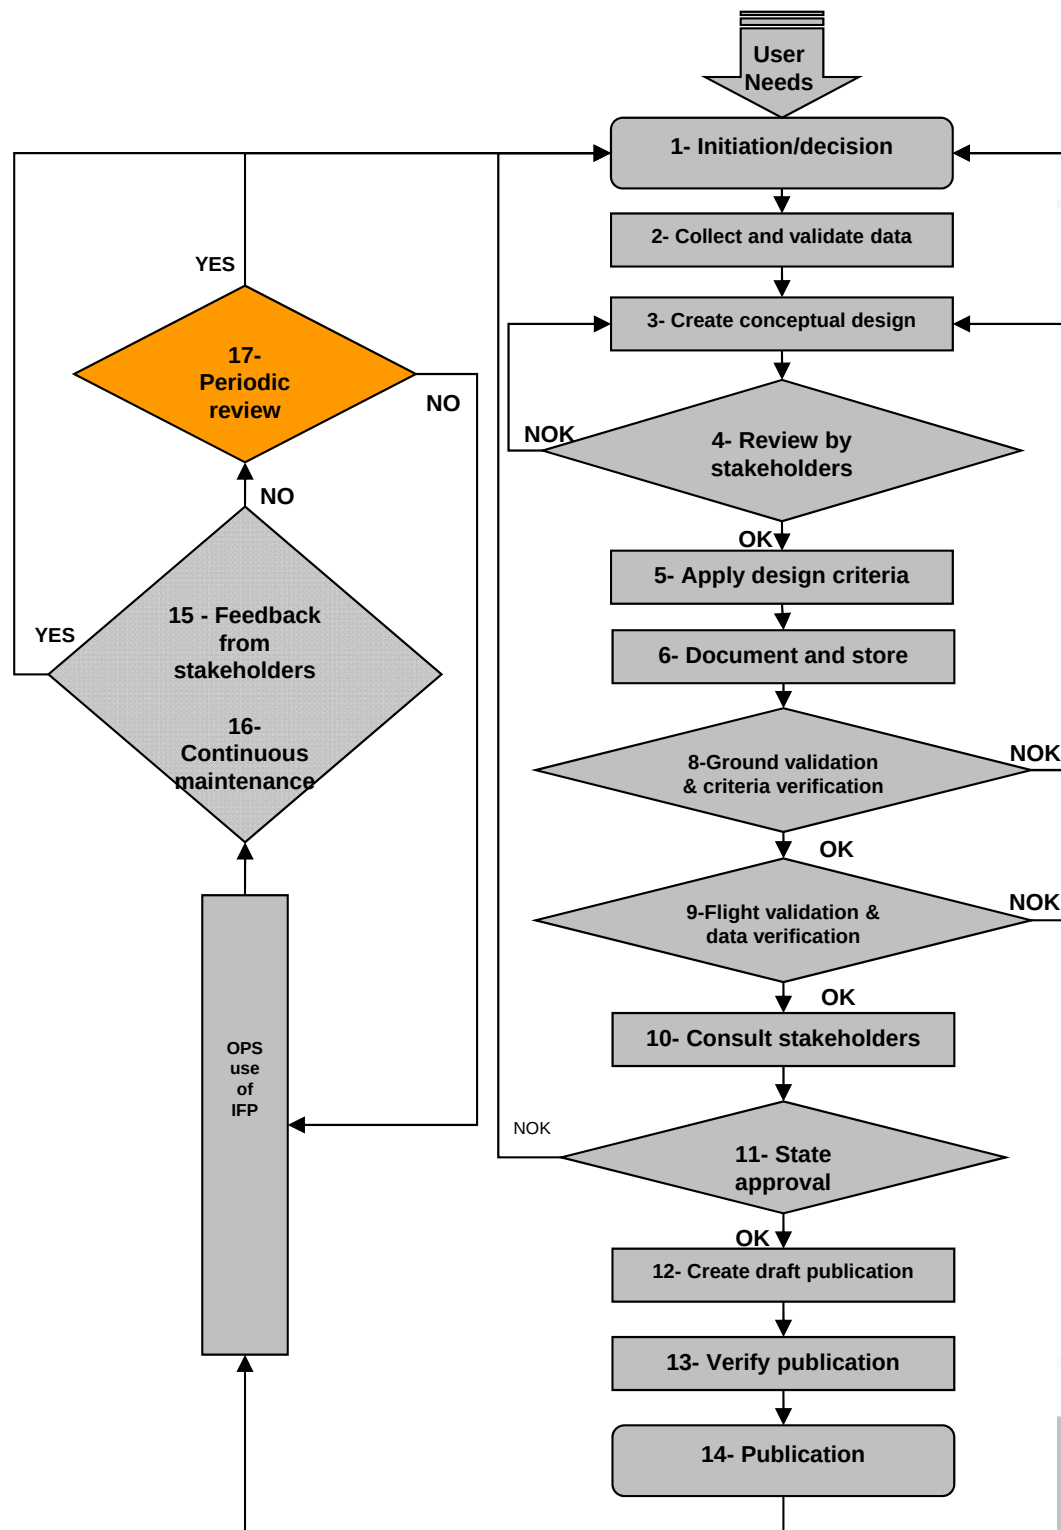 User
Needs
1- Initiation/decision
2- Collect and validate data
YES
3- Create conceptual design
17-
Periodic
review
NO
NOK
4- Review by
stakeholders
NO
OK
5- Apply design criteria
15 - Feedback
from
stakeholders
YES
6- Document and store
16-
Continuous
maintenance
8-Ground validation
& criteria verification
NOK
OK
9-Flight validation &
data verification
NOK
OK
10- Consult stakeholders
OPS
use
of
IFP
NOK
11- State
approval
OK
12- Create draft publication
13- Verify publication
14- Publication